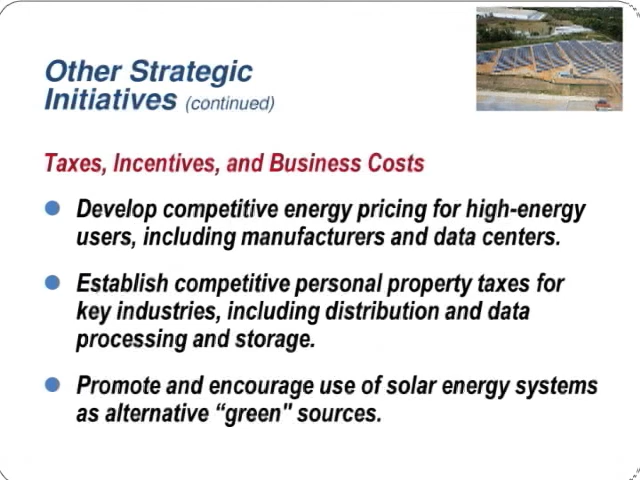 Other Strategic
Initiatives (continued)
Taxes, Incentives, and Business Costs
Develop competitive energy pricing for high-energy
users, including manufacturers and data centers.
Establish competitive personal property taxes for
key industries, including distribution and data
processing and storage.
Promote and encourage use of solar energy systems
as alternative “green" sources.